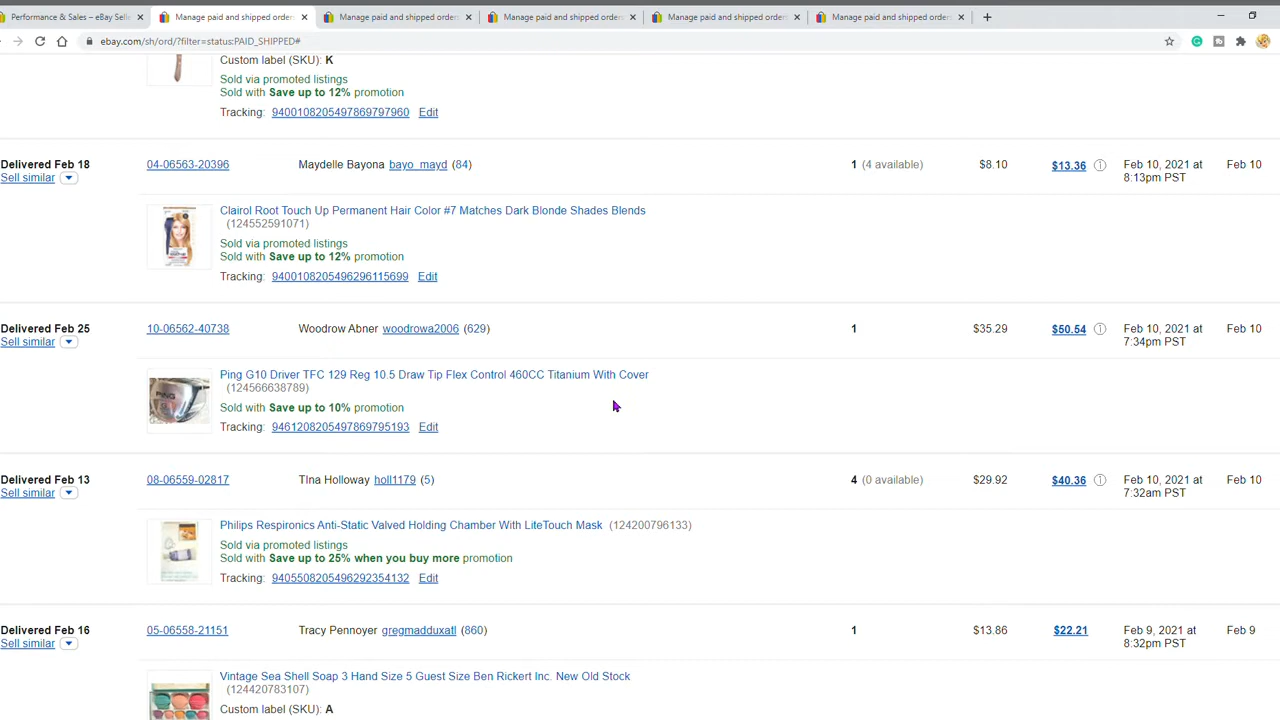 Performance & Sales – eBay Sell
Manage paid and shipped orders
Manage paid and shipped orders
Manage paid and shipped orders
Manage paid and shipped orders
Manage paid and shipped orders
ebay.com/sh/ord/?filter=status:PAID_SHIPPED#
Custom label (SKU): K
Sold via promoted listings
Sold with Save up to 12% promotion
Tracking: 9400108205497869797960 Edit
Delivered Feb 18 04-06563-20396 Maydelle Bayona bayo_mayd (84) 1 (4 available) $8.10 $13.36 Feb 10, 2021 at Feb 10
Sell similar 8:13pm PST
Clairol Root Touch Up Permanent Hair Color #7 Matches Dark Blonde Shades Blends
(124552591071)
Sold via promoted listings
Sold with Save up to 12% promotion
Tracking: 9400108205496296115699 Edit
Delivered Feb 25 10-06562-40738 Woodrow Abner woodrowa2006 (629) 1 $35.29 $50.54 Feb 10, 2021 at Feb 10
Sell similar 7:34pm PST
Ping G10 Driver TFC 129 Reg 10.5 Draw Tip Flex Control 460CC Titanium With Cover
(124566638789)
Sold with Save up to 10% promotion
Tracking: 9461208205497869795193 Edit
Delivered Feb 13 08-06559-02817 TIna Holloway holl1179 (5) 4 (0 available) $29.92 $40.36 Feb 10, 2021 at Feb 10
Sell similar 7:32am PST
Philips Respironics Anti-Static Valved Holding Chamber With LiteTouch Mask (124200796133)
Sold via promoted listings
Sold with Save up to 25% when you buy more promotion
Tracking: 9405508205496292354132 Edit
Delivered Feb 16 05-06558-21151 Tracy Pennoyer gregmadduxatl (860) 1 $13.86 $22.21 Feb 9, 2021 at Feb 9
Sell similar 8:32pm PST
Vintage Sea Shell Soap 3 Hand Size 5 Guest Size Ben Rickert Inc. New Old Stock
(124420783107)
Custom label (SKU): A